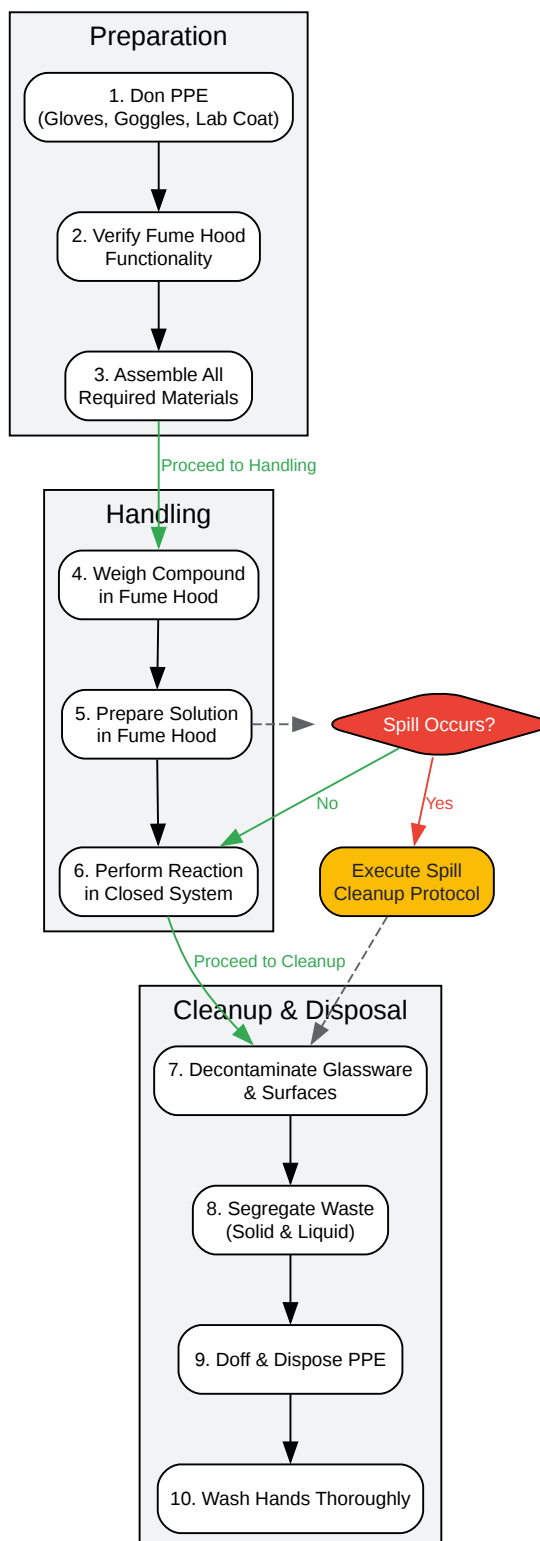 Preparation
1. Don PPE
(Gloves, Goggles, Lab Coat)
2. Verify Fume Hood
Functionality
3. Assemble All
Required Materials
Proceed to Handling
Handling
4. Weigh Compound
in Fume Hood
5. Prepare Solution
in Fume Hood
Spill Occurs?
No
Yes
6. Perform Reaction
in Closed System
Execute Spill
Cleanup Protocol
Proceed to Cleanup
Cleanup & Disposal
7. Decontaminate Glassware
& Surfaces
8. Segregate Waste
(Solid & Liquid)
9. Doff & Dispose PPE
10. Wash Hands Thoroughly